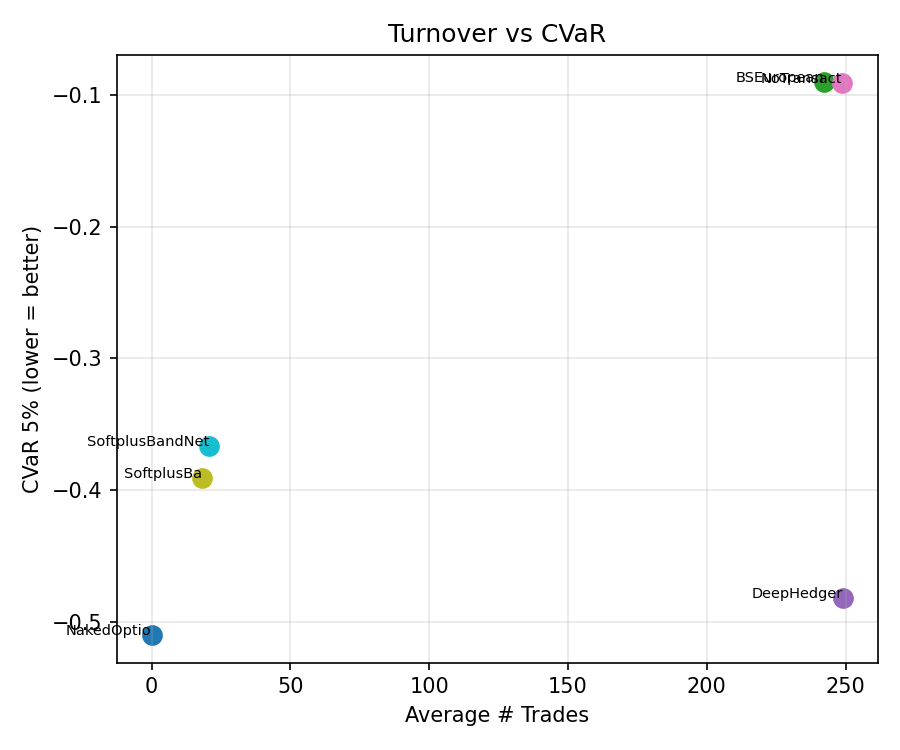 Turnover vs CVaR
BSEuropean
NoTransact
−0.1
−0.2
−0.3
−0.4
−0.5
CVaR 5% (lower = better)
SoftplusBandNet
SoftplusBa
DeepHedger
NakedOptio
0
50
100
150
200
250
Average # Trades